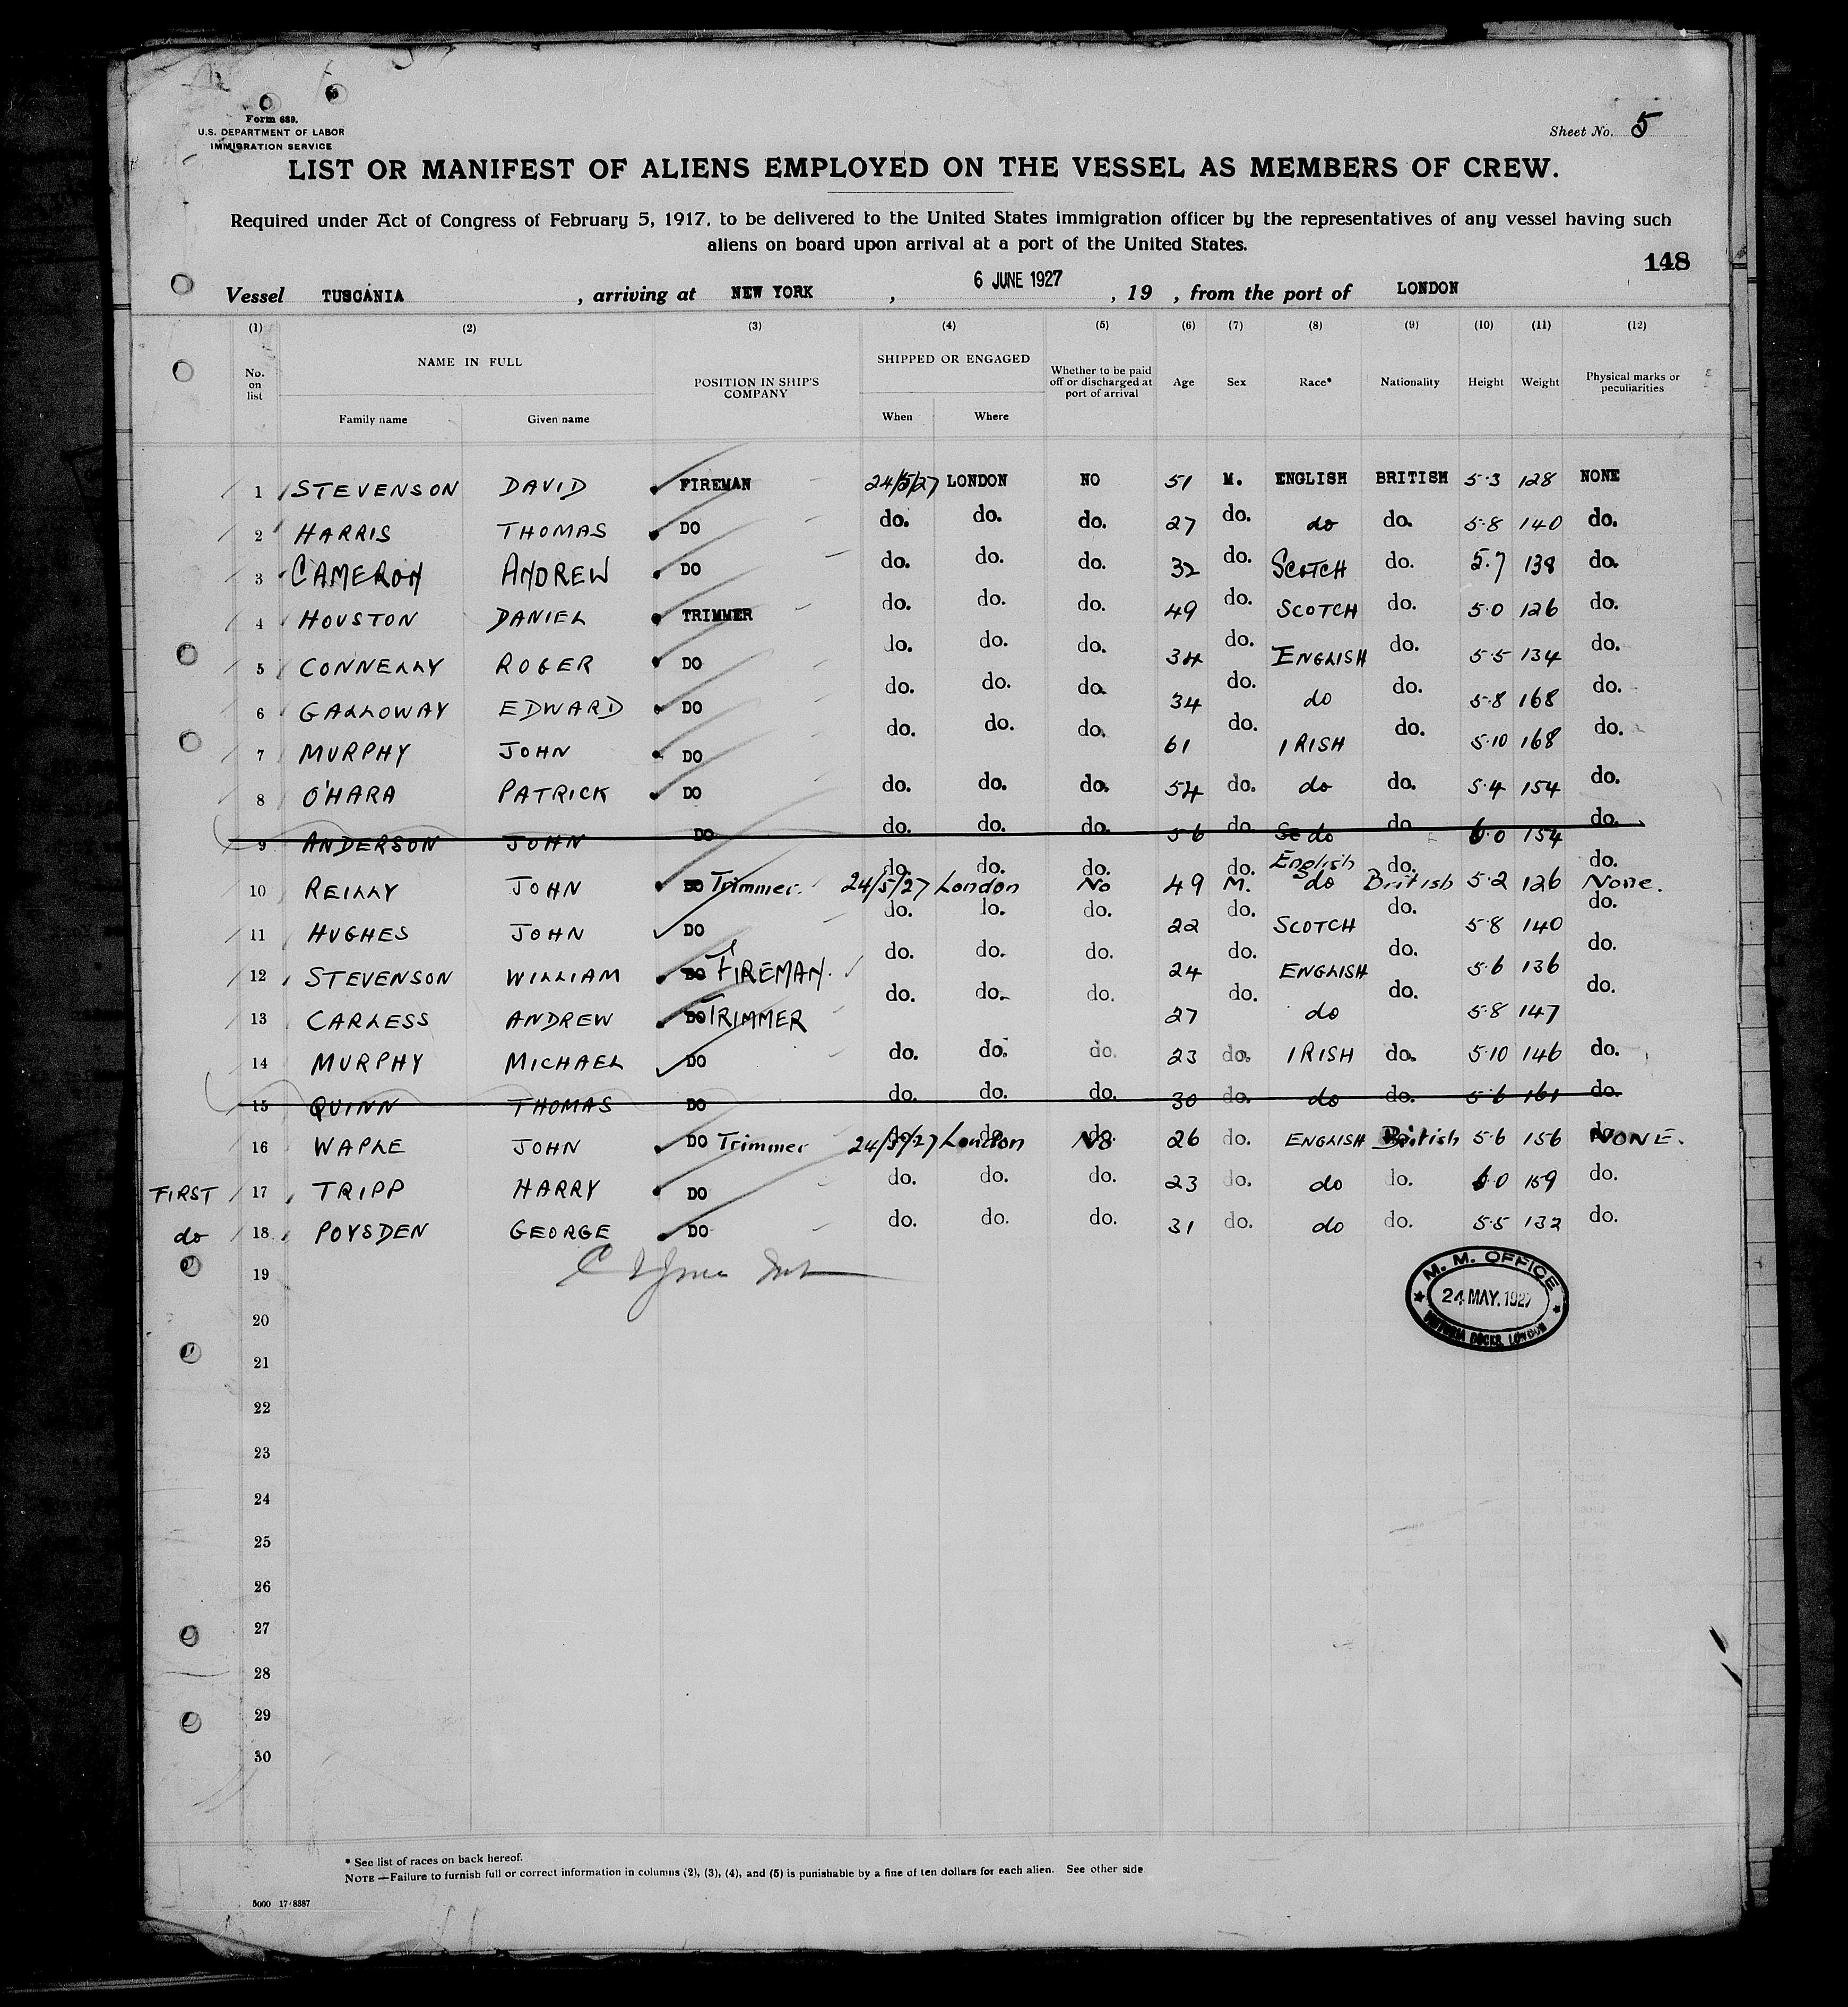 Form 689.
U.S. DEPARTMENT OF LABOR
IMMIGRATION SERVICE
Sheet No. 5
LIST OR MANIFEST OF ALIENS EMPLOYED ON THE VESSEL AS MEMBERS OF CREW.
Required under Act of Congress of February 5, 1917, to be delivered to the United States immigration officer by the representatives of any vessel having such
aliens on board upon arrival at a port of the United States.
148
Vessel TUSCANIA , arriving at NEW YORK , 6 JUNE 1927 , 19 , from the port of LONDON
(1) (2) (3) (4) (5) (6) (7) (8) (9) (10) (11) (12)
No. on list NAME IN FULL POSITION IN SHIP'S COMPANY SHIPPED OR ENGAGED Whether to be paid off or discharged at port of arrival Age Sex Race* Nationality Height Weight Physical marks or peculiarities
Family name Given name When Where
1 STEVENSON DAVID FIREMAN 24/5/27 LONDON NO 51 M. ENGLISH BRITISH 5·3 128 NONE
2 HARRIS THOMAS DO do. do. do. 27 do. do do. 5·8 140 do.
3 CAMERON ANDREW DO do. do. do. 32 do. SCOTCH do. 5.7 138 do.
4 HOUSTON DANIEL TRIMMER do. do. do. 49 do. SCOTCH do. 5·0 126 do.
5 CONNELLY ROGER DO do. do. do. 34 do. ENGLISH do. 5·5 134 do.
6 GALLOWAY EDWARD DO do. do. do. 34 do. do do. 5·8 168 do.
7 MURPHY JOHN DO do. do. do. 61 do. IRISH do. 5·10 168 do.
8 O'HARA PATRICK DO do. do. do. 54 do. do do. 5·4 154 do.
9 ANDERSON JOHN DO do. do. do. 56 do. Sc do do. 6·0 154 do.
do. do. do. do. English do. do.
10 REILLY JOHN DO Trimmer. 24/5/27 London No 49 M. do British 5·2 126 None.
11 HUGHES JOHN DO do. do. do. 22 do. SCOTCH do. 5·8 140 do.
12 STEVENSON WILLIAM DO FIREMAN. do. do. do. 24 do. ENGLISH do. 5·6 136 do.
13 CARLESS ANDREW DO TRIMMER do. do. do. 27 do. do do. 5·8 147 do.
14 MURPHY MICHAEL DO do. do. do. 23 do. IRISH do. 5·10 146 do.
15 QUINN THOMAS DO do. do. do. 30 do. do do. 5·6 161 do.
16 WAPLE JOHN DO Trimmer 24/5/27 London No 26 do. ENGLISH British 5·6 156 NONE.
FIRST 17 TRIPP HARRY DO do. do. do. 23 do. do do. 6·0 159 do.
do 18 POYSDEN GEORGE DO do. do. do. 31 do. do do. 5·5 132 do.
19
M. M. OFFICE
24 MAY. 1927
VICTORIA DOCKS, LONDON
20
21
22
23
24
25
26
27
28
29
30
* See list of races on back hereof.
NOTE—Failure to furnish full or correct information in columns (2), (3), (4), and (5) is punishable by a fine of ten dollars for each alien. See other side
5000 17-8387